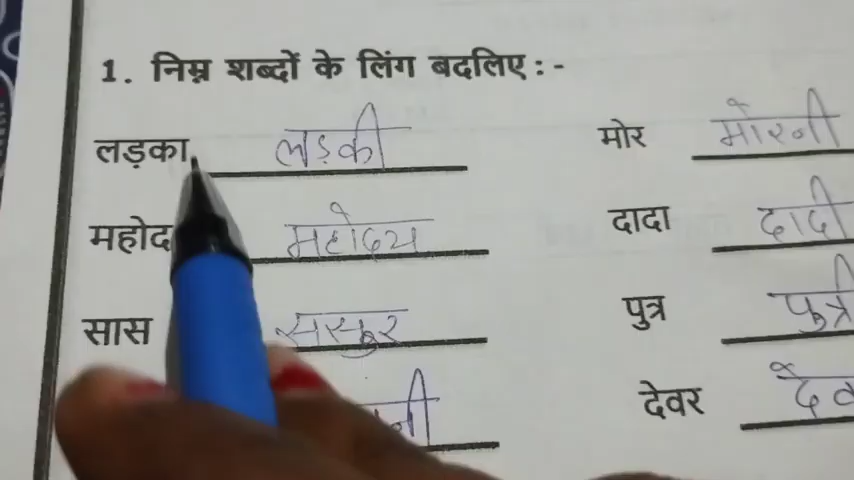 1. निम्न शब्दों के लिंग बदलिए :-
लड़का लड़की मोर मोरनी
महोद महोदय दादा दादी
सास ससुर पुत्र पुत्री
नी देवर देव